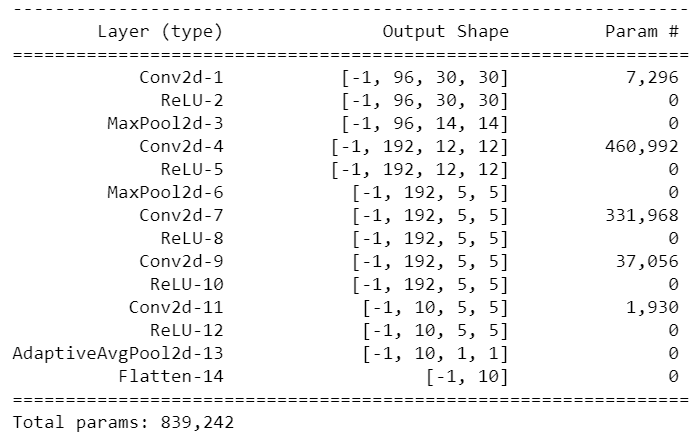 ----------------------------------------------------------------
Layer (type) Output Shape Param #
================================================================
Conv2d-1 [-1, 96, 30, 30] 7,296
ReLU-2 [-1, 96, 30, 30] 0
MaxPool2d-3 [-1, 96, 14, 14] 0
Conv2d-4 [-1, 192, 12, 12] 460,992
ReLU-5 [-1, 192, 12, 12] 0
MaxPool2d-6 [-1, 192, 5, 5] 0
Conv2d-7 [-1, 192, 5, 5] 331,968
ReLU-8 [-1, 192, 5, 5] 0
Conv2d-9 [-1, 192, 5, 5] 37,056
ReLU-10 [-1, 192, 5, 5] 0
Conv2d-11 [-1, 10, 5, 5] 1,930
ReLU-12 [-1, 10, 5, 5] 0
AdaptiveAvgPool2d-13 [-1, 10, 1, 1] 0
Flatten-14 [-1, 10] 0
================================================================
Total params: 839,242